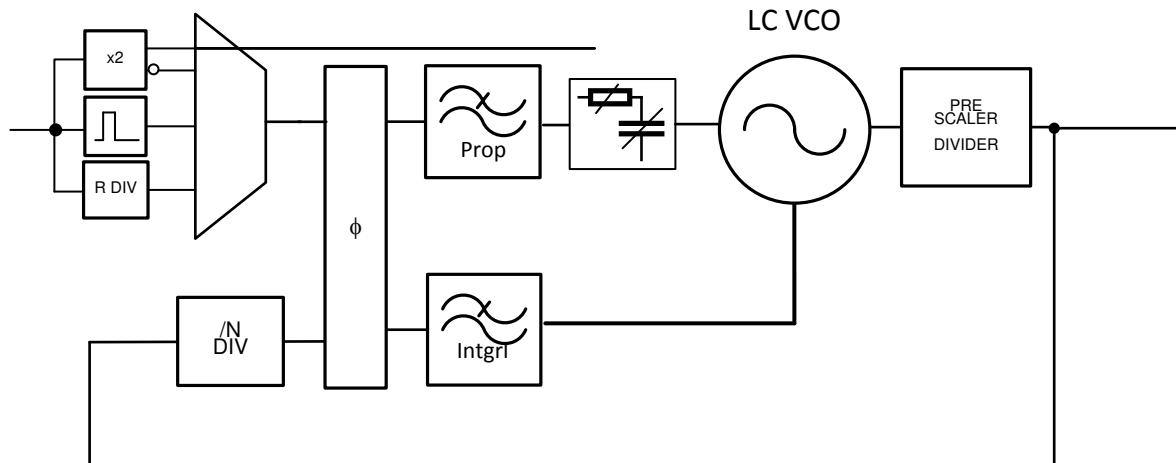 LC VCO
x2
R DIV
Prop
PRE
SCALER
DIVIDER
ϕ
/N
DIV
Intgrl